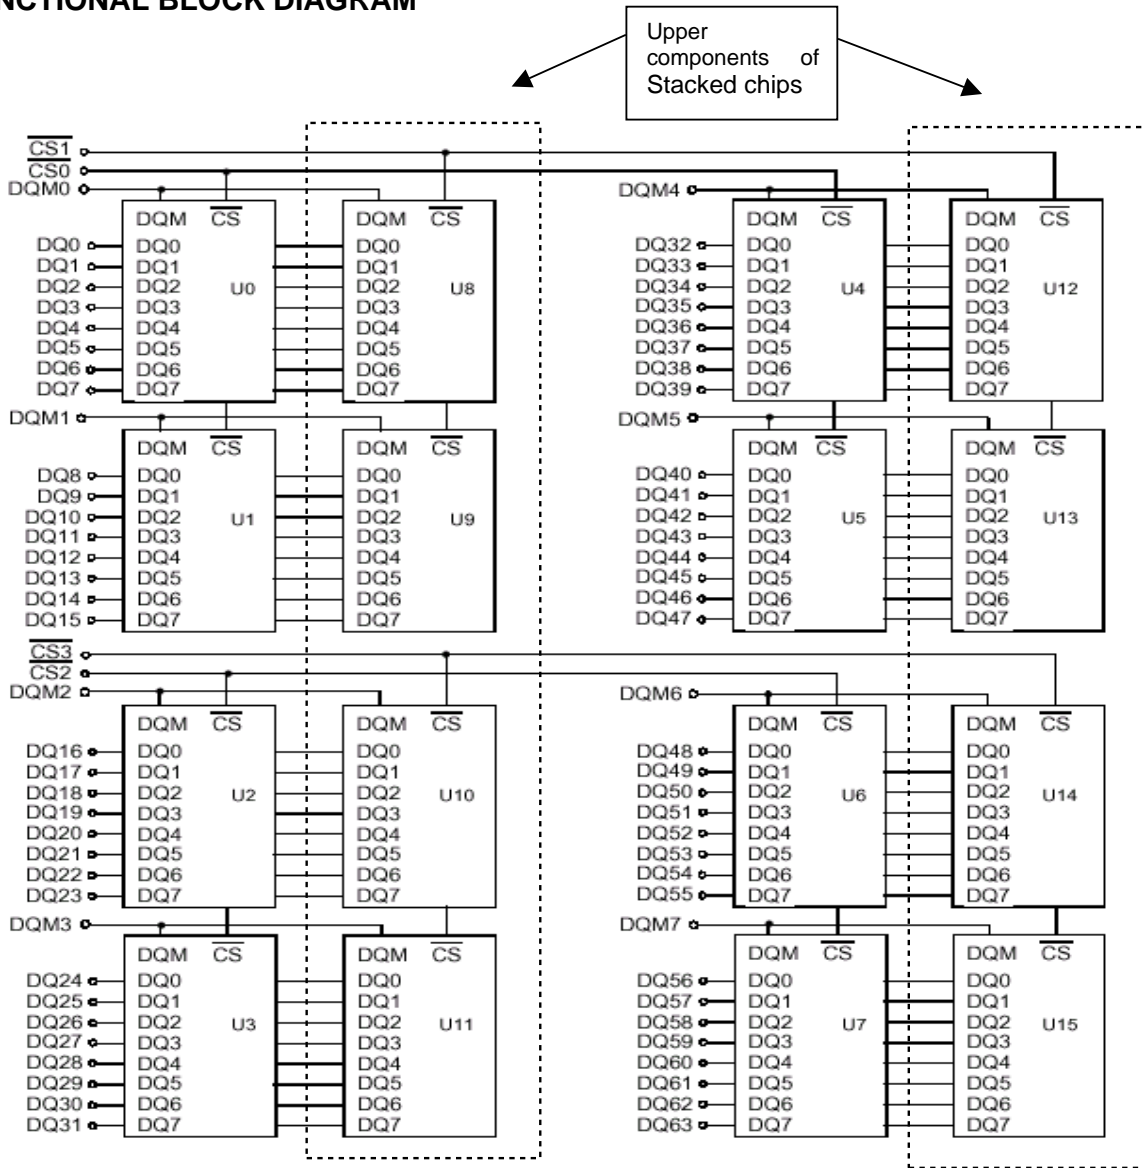 NCTIONAL BLOCK DIAGRAM
Upper
components of
Stacked chips
CS1
CS0
DQM0
DQM4
DQM CS DQM CS DQM CS DQM CS
DQ0 DQ0 DQ0 DQ32 DQ0 DQ0
DQ1 DQ1 DQ1 DQ33 DQ1 DQ1
DQ2 DQ2 U0 DQ2 U8 DQ34 DQ2 U4 DQ2 U12
DQ3 DQ3 DQ3 DQ35 DQ3 DQ3
DQ4 DQ4 DQ4 DQ36 DQ4 DQ4
DQ5 DQ5 DQ5 DQ37 DQ5 DQ5
DQ6 DQ6 DQ6 DQ38 DQ6 DQ6
DQ7 DQ7 DQ7 DQ39 DQ7 DQ7
DQM1 DQM5
DQM CS DQM CS DQM CS DQM CS
DQ8 DQ0 DQ0 DQ40 DQ0 DQ0
DQ9 DQ1 DQ1 DQ41 DQ1 DQ1
DQ10 DQ2 U1 DQ2 U9 DQ42 DQ2 U5 DQ2 U13
DQ11 DQ3 DQ3 DQ43 DQ3 DQ3
DQ12 DQ4 DQ4 DQ44 DQ4 DQ4
DQ13 DQ5 DQ5 DQ45 DQ5 DQ5
DQ14 DQ6 DQ6 DQ46 DQ6 DQ6
DQ15 DQ7 DQ7 DQ47 DQ7 DQ7
CS3
CS2
DQM2 DQM6
DQM CS DQM CS DQM CS DQM CS
DQ16 DQ0 DQ0 DQ48 DQ0 DQ0
DQ17 DQ1 DQ1 DQ49 DQ1 DQ1
DQ18 DQ2 U2 DQ2 U10 DQ50 DQ2 U6 DQ2 U14
DQ19 DQ3 DQ3 DQ51 DQ3 DQ3
DQ20 DQ4 DQ4 DQ52 DQ4 DQ4
DQ21 DQ5 DQ5 DQ53 DQ5 DQ5
DQ22 DQ6 DQ6 DQ54 DQ6 DQ6
DQ23 DQ7 DQ7 DQ55 DQ7 DQ7
DQM3 DQM7
DQM CS DQM CS DQM CS DQM CS
DQ24 DQ0 DQ0 DQ56 DQ0 DQ0
DQ25 DQ1 DQ1 DQ57 DQ1 DQ1
DQ26 DQ2 U3 DQ2 U11 DQ58 DQ2 U7 DQ2 U15
DQ27 DQ3 DQ3 DQ59 DQ3 DQ3
DQ28 DQ4 DQ4 DQ60 DQ4 DQ4
DQ29 DQ5 DQ5 DQ61 DQ5 DQ5
DQ30 DQ6 DQ6 DQ62 DQ6 DQ6
DQ31 DQ7 DQ7 DQ63 DQ7 DQ7